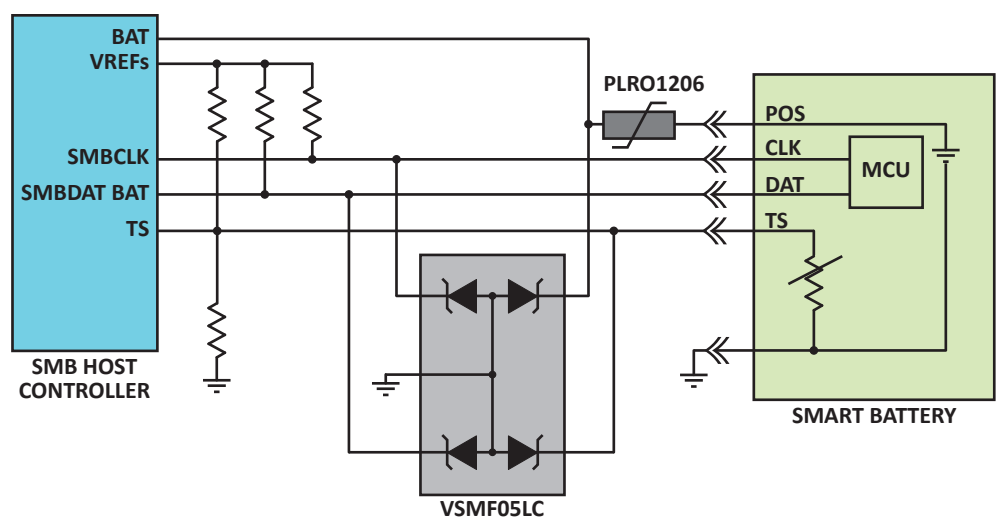 BAT
VREFs
SMBCLK
SMBDAT BAT
TS
SMB HOST
CONTROLLER
PLRO1206
POS
CLK
DAT
TS
MCU
SMART BATTERY
VSMF05LC